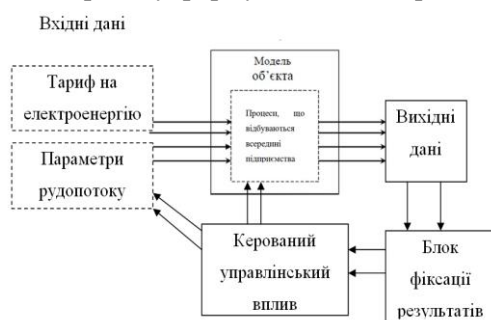 Вхідні дані
Тариф на
електроенергію
Параметри
рудопотоку
Модель
об’єкта
Процеси, що
відбуваються
всередині
підприємства
Вихідні
дані
Керований
управлінський
вплив
Блок
фіксації
результатів